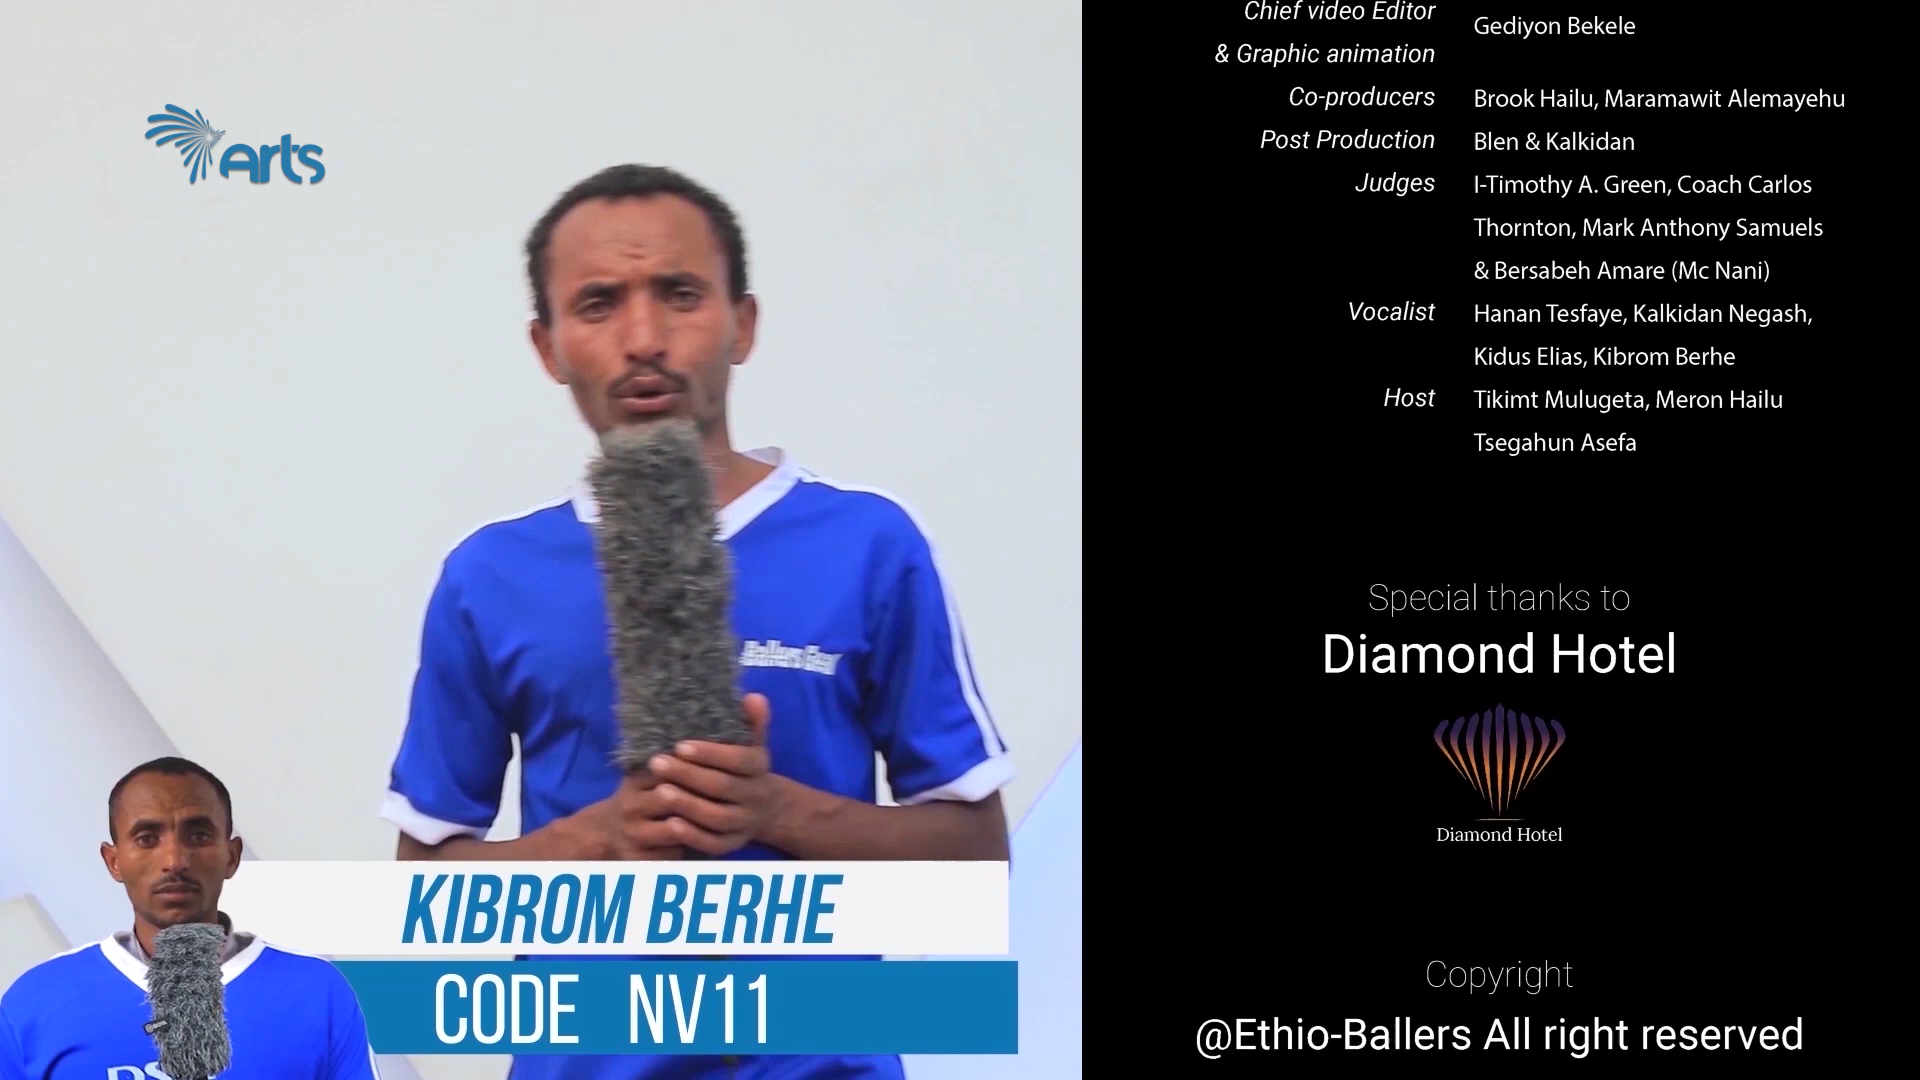 Arts
Ballers Gear
KIBROM BERHE
CODE NV11
Chief video Editor
& Graphic animation
Gediyon Bekele
Co-producers Brook Hailu, Maramawit Alemayehu
Post Production Blen & Kalkidan
Judges I-Timothy A. Green, Coach Carlos
Thornton, Mark Anthony Samuels
& Bersabeh Amare (Mc Nani)
Vocalist Hanan Tesfaye, Kalkidan Negash,
Kidus Elias, Kibrom Berhe
Host Tikimt Mulugeta, Meron Hailu
Tsegahun Asefa
Special thanks to
Diamond Hotel
Diamond Hotel
Copyright
@Ethio-Ballers All right reserved